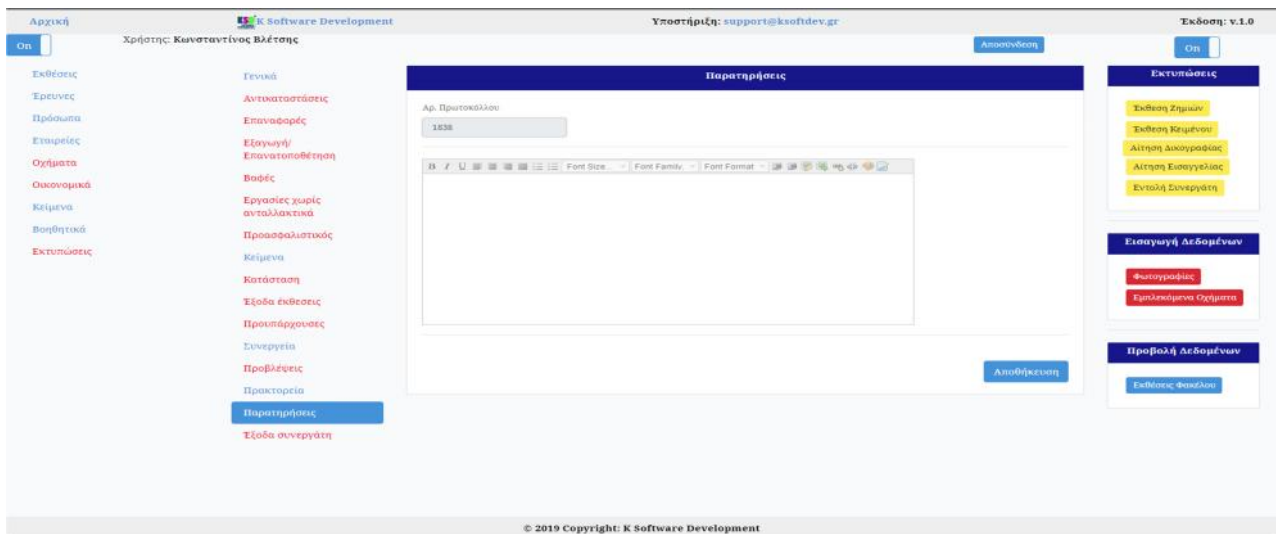 Αρχική
K Software Development
Υποστήριξη: support@ksoftdev.gr
Έκδοση: v.1.0
On
Χρήστης: Κωνσταντίνος Βλέτσης
Αποσύνδεση
On
Εκθέσεις
Έρευνες
Πρόσωπα
Εταιρείες
Οχήματα
Οικονομικά
Κείμενα
Βοηθητικά
Εκτυπώσεις
Γενικά
Αντικαταστάσεις
Επαναφορές
Εξαγωγή/
Επανατοποθέτηση
Βαφές
Εργασίες χωρίς
ανταλλακτικά
Προασφαλιστικός
Κείμενα
Κατάσταση
Έξοδα έκθεσεις
Προυπάρχουσες
Συνεργεία
Προβλέψεις
Πρακτορεία
Παρατηρήσεις
Έξοδα συνεργάτη
Παρατηρήσεις
Αρ. Πρωτοκόλλου
1838
B I U Font Size... Font Family. Font Format
Αποθήκευση
Εκτυπώσεις
Έκθεση Ζημιών
Έκθεση Κειμένου
Αίτηση Δικογραφίας
Αίτηση Εισαγγελίας
Εντολή Συνεργάτη
Εισαγωγή Δεδομένων
Φωτογραφίες
Εμπλεκόμενα Οχήματα
Προβολή Δεδομένων
Εκθέσεις Φακέλου
© 2019 Copyright: K Software Development